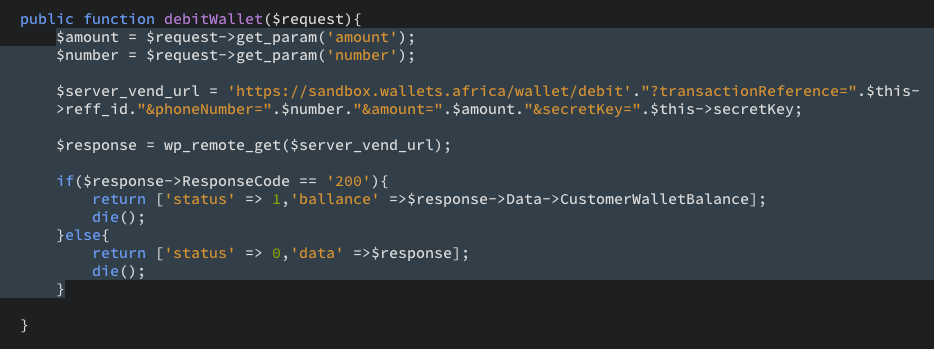 public function debitWallet($request){
$amount = $request->get_param('amount');
$number = $request->get_param('number');
$server_vend_url = 'https://sandbox.wallets.africa/wallet/debit'."?transactionReference=".$this-
>reff_id."&phoneNumber=".$number."&amount=".$amount."&secretKey=".$this->secretKey;
$response = wp_remote_get($server_vend_url);
if($response->ResponseCode == '200'){
return ['status' => 1,'ballance' =>$response->Data->CustomerWalletBalance];
die();
}else{
return ['status' => 0,'data' =>$response];
die();
}
}